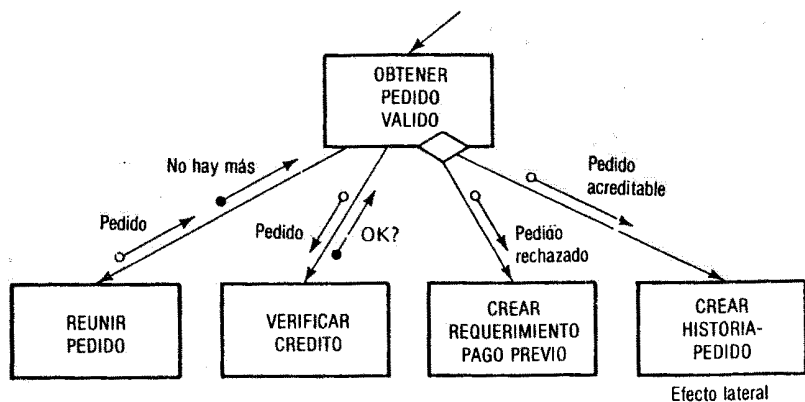 OBTENER
PEDIDO
VALIDO
No hay más
Pedido
Pedido
OK?
Pedido
rechazado
Pedido
acreditable
REUNIR
PEDIDO
VERIFICAR
CREDITO
CREAR
REQUERIMIENTO
PAGO PREVIO
CREAR
HISTORIA-
PEDIDO
Efecto lateral